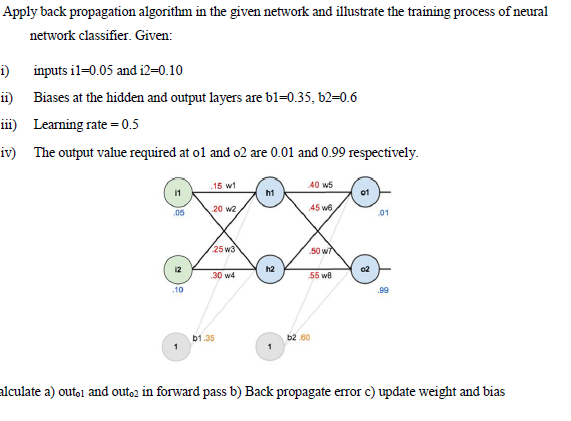 Apply back propagation algorithm in the given network and illustrate the training process of neural
network classifier. Given:
i) inputs i1=0.05 and i2=0.10
ii) Biases at the hidden and output layers are b1=0.35, b2=0.6
iii) Learning rate = 0.5
iv) The output value required at o1 and o2 are 0.01 and 0.99 respectively.
.15 w1
.40 w5
i1
h1
o1
.05
.20 w2
.45 w6
.01
.25 w3
.50 w7
i2
h2
o2
.30 w4
.55 w8
.10
.99
b1 .35
b2 .60
1
1
alculate a) outo1 and outo2 in forward pass b) Back propagate error c) update weight and bias